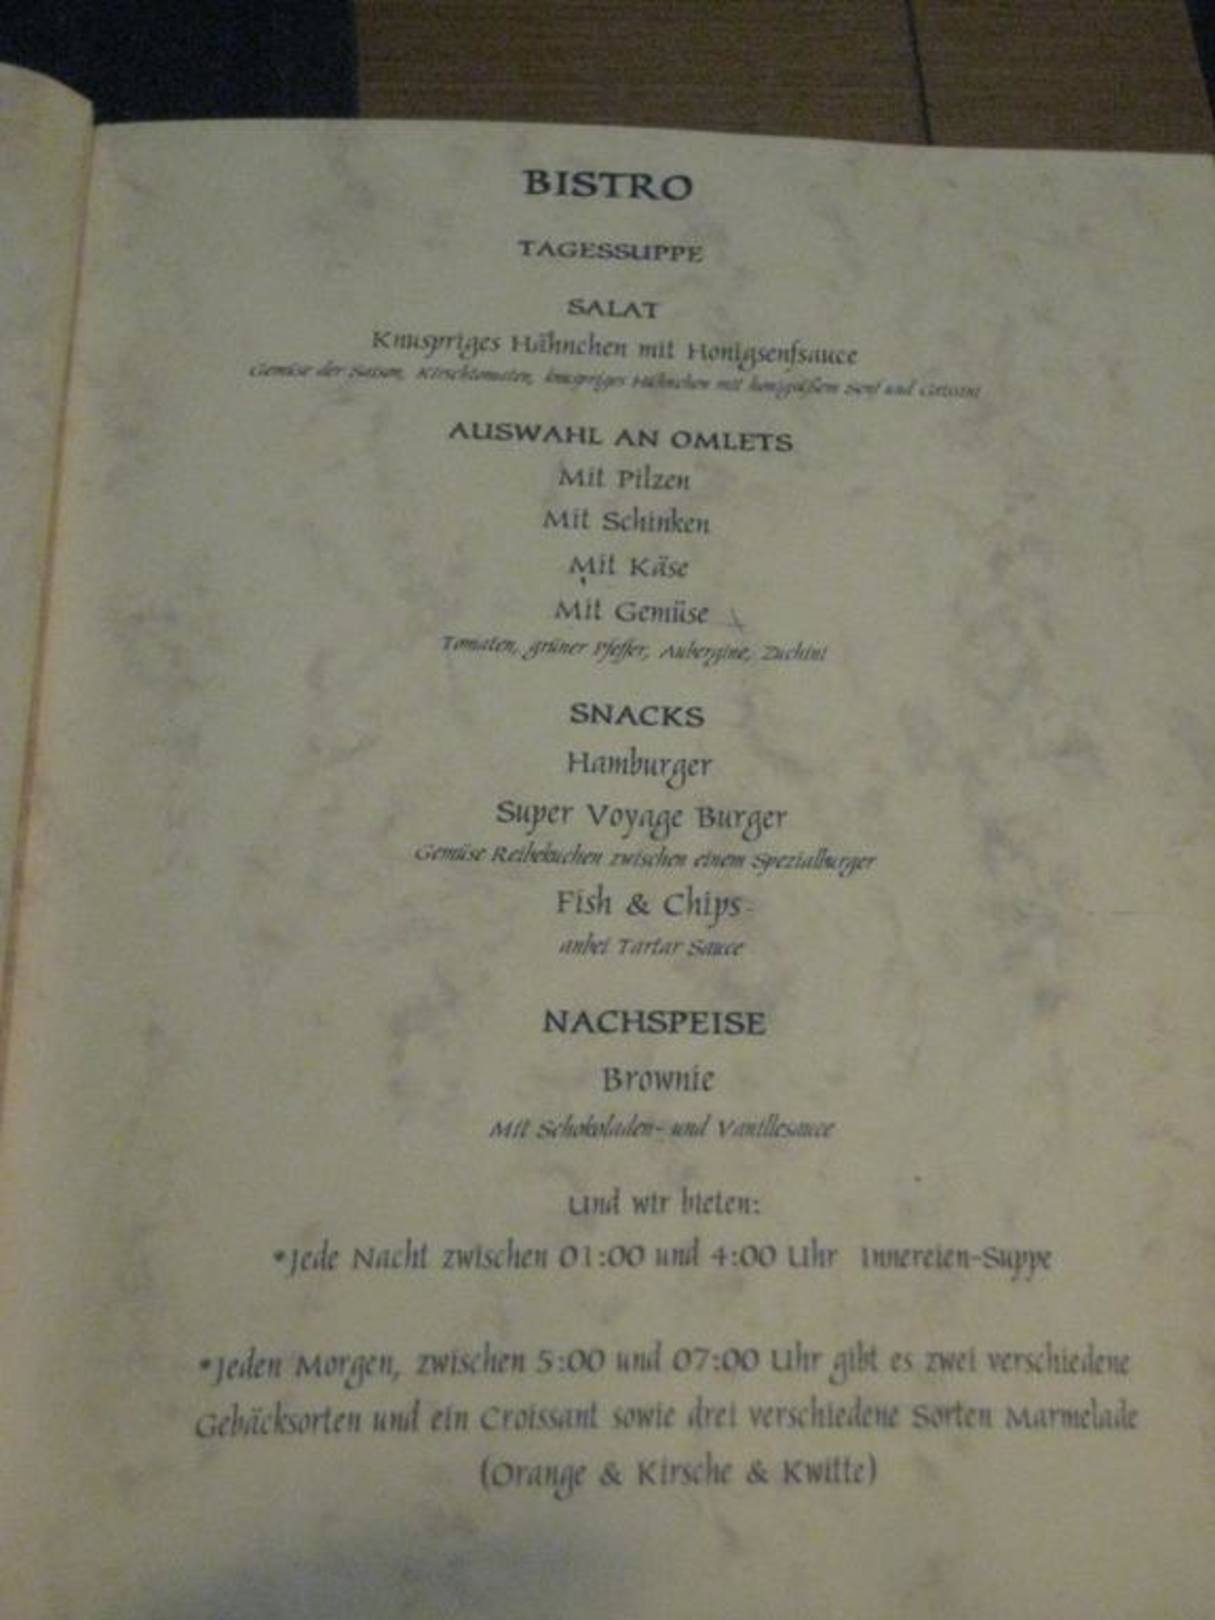 BISTRO
TAGESSUPPE
SALAT
Knuspriges Hähnchen mit Honigsenfsauce
Gemüse der Saison, Kirschtomaten, knuspriges Hähnchen mit honigsüßem Senf und
AUSWAHL AN OMLETS
Mit Pilzen
Mit Schinken
Mit Käse
Mit Gemüse
Tomaten, grüner Pfeffer, Aubergine, Zuchini
SNACKS
Hamburger
Super Voyage Burger
Gemüse Reibekuchen zwischen einem Spezialburger
Fish & Chips
anbei Tartar Sauce
NACHSPEISE
Brownie
Mit Schokoladen- und Vanillesauce
Und wir bieten:
*Jede Nacht zwischen 01:00 und 4:00 Uhr Innereien-Suppe
*Jeden Morgen, zwischen 5:00 und 07:00 Uhr gibt es zwei verschiedene
Gebäcksorten und ein Croissant sowie drei verschiedene Sorten Marmelade
(Orange & Kirsche & Kwitte)